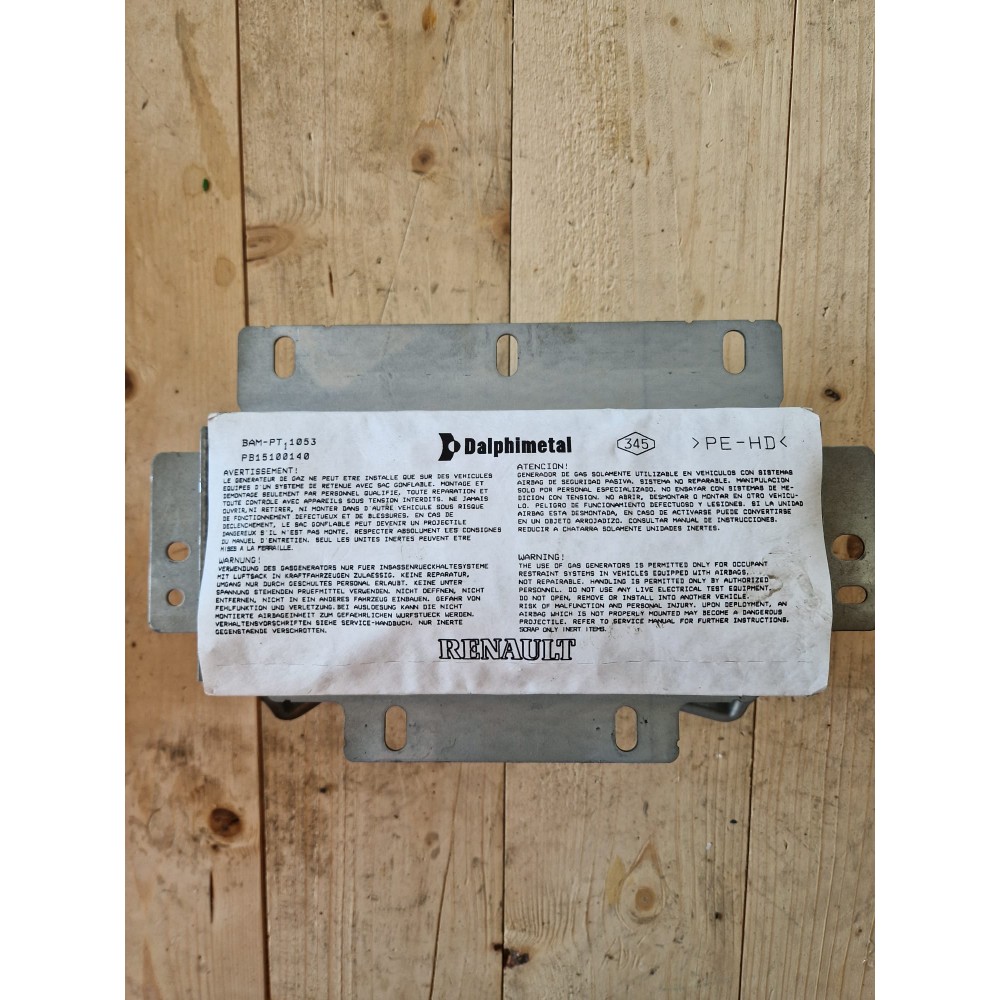 BAM-PT 1053
PB15100140
Dalphimetal
345
>PE-HD<
AVERTISSEMENT!
LE GENERATEUR DE GAZ NE PEUT ETRE INSTALLE QUE SUR DES VEHICULES
EQUIPES D'UN SYSTEME DE RETENUE AVEC SAC GONFLABLE. MONTAGE ET
DEMONTAGE SEULEMENT PAR PERSONNEL QUALIFIE, TOUTE REPARATION ET
TOUTE CONTROLE AVEC APPAREILS SOUS TENSION INTERDITS. NE JAMAIS
OUVRIR, NI RETIRER, NI MONTER DANS D'AUTRE VEHICULE SOUS RISQUE
DE FONCTIONNEMENT DEFECTUEUX ET DE BLESSURES. EN CAS DE
DECLENCHEMENT, LE SAC GONFLABLE PEUT DEVENIR UN PROJECTILE
DANGEREUX S'IL N'EST PAS MONTE. RESPECTER ABSOLUMENT LES CONSIGNES
DU MANUEL D'ENTRETIEN. SEUL LES UNITES INERTES PEUVENT ETRE
MISES A LA FERRAILLE.
ATENCION!
GENERADOR DE GAS SOLAMENTE UTILIZABLE EN VEHICULOS CON SISTEMAS
AIRBAG DE SEGURIDAD PASIVA. SISTEMA NO REPARABLE. MANIPULACION
SOLO POR PERSONAL ESPECIALIZADO. NO ENSAYAR CON SISTEMAS DE ME-
DICION CON TENSION. NO ABRIR, DESMONTAR O MONTAR EN OTRO VEHICU-
LO. PELIGRO DE FUNCIONAMIENTO DEFECTUOSO Y LESIONES. SI LA UNIDAD
AIRBAG ESTA DESMONTADA, EN CASO DE ACTIVARSE PUEDE CONVERTIRSE
EN UN OBJETO ARROJADIZO. CONSULTAR MANUAL DE INSTRUCCIONES.
REDUCIR A CHATARRA SOLAMENTE UNIDADES INERTES.
WARNUNG!
VERWENDUNG DES GASGENERATORS NUR FUER INSASSENRUECKHALTESYSTEME
MIT LUFTSACK IN KRAFTFAHRZEUGEN ZULAESSIG. KEINE REPARATUR,
UMGANG NUR DURCH GESCHULTES PERSONAL ERLAUBT. KEINE UNTER
SPANNUNG STEHENDEN PRUEFMITTEL VERWENDEN. NICHT OEFFNEN, NICHT
ENTFERNEN, NICHT IN EIN ANDERES FAHRZEUG EINBAUEN. GEFAHR VON
FEHLFUNKTION UND VERLETZUNG. BEI AUSLOESUNG KANN DIE NICHT
MONTIERTE AIRBAGEINHEIT ZUM GEFAEHRLICHEN WURFSTUECK WERDEN.
VERHALTENSVORSCHRIFTEN SIEHE SERVICE-HANDBUCH. NUR INERTE
GEGENSTAENDE VERSCHROTTEN.
WARNING!
THE USE OF GAS GENERATORS IS PERMITTED ONLY FOR OCCUPANT
RESTRAINT SYSTEMS IN VEHICLES EQUIPPED WITH AIRBAGS.
NOT REPAIRABLE. HANDLING IS PERMITTED ONLY BY AUTHORIZED
PERSONNEL. DO NOT USE ANY LIVE ELECTRICAL TEST EQUIPMENT.
DO NOT OPEN, REMOVE OR INSTALL INTO ANOTHER VEHICLE.
RISK OF MALFUNCTION AND PERSONAL INJURY. UPON DEPLOYMENT, AN
AIRBAG WHICH IS NOT PROPERLY MOUNTED MAY BECOME A DANGEROUS
PROJECTILE. REFER TO SERVICE MANUAL FOR FURTHER INSTRUCTIONS.
SCRAP ONLY INERT ITEMS.
RENAULT